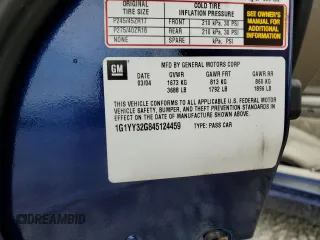 ORIGINAL TIRE SIZE
COLD TIRE INFLATION PRESSURE
SEE OWNER'S MANUAL FOR ADDITIONAL INFORMATION
P245/45ZR17 FRONT 210 kPa, 30 PSI
P275/40ZR18 REAR 210 kPa, 30 PSI
NONE SPARE kPa, PSI
GM
MFD BY GENERAL MOTORS CORP
DATE GVWR GAWR FRT GAWR RR
03/04 1673 KG 813 KG 860 KG
3688 LB 1792 LB 1896 LB
THIS VEHICLE CONFORMS TO ALL APPLICABLE U.S. FEDERAL MOTOR
VEHICLE SAFETY, BUMPER, AND THEFT PREVENTION STANDARDS IN
EFFECT ON THE DATE OF MANUFACTURE SHOWN ABOVE.
1G1YY32G845124459 TYPE: PASS CAR
DEALERBAID